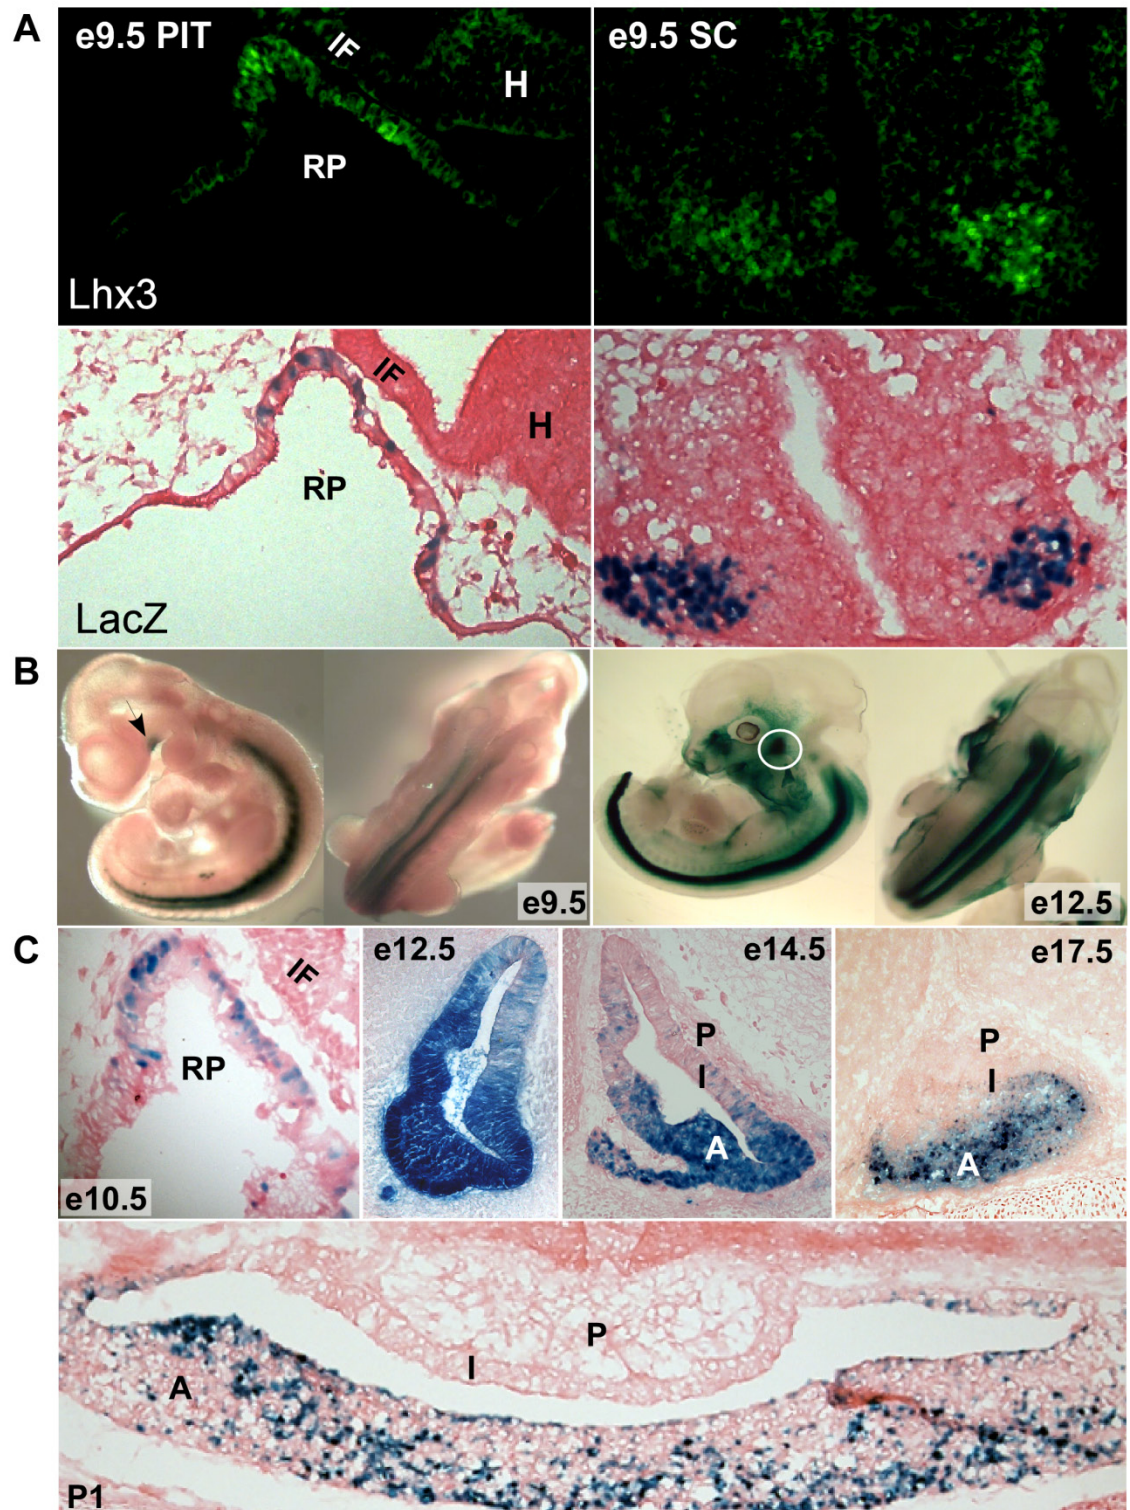 A
e9.5 PIT
IF
H
RP
Lhx3
e9.5 SC
IF
H
RP
LacZ
B
e9.5
e12.5
C
IF
RP
e10.5
e12.5
e14.5
P
I
A
e17.5
P
I
A
P
I
A
P1